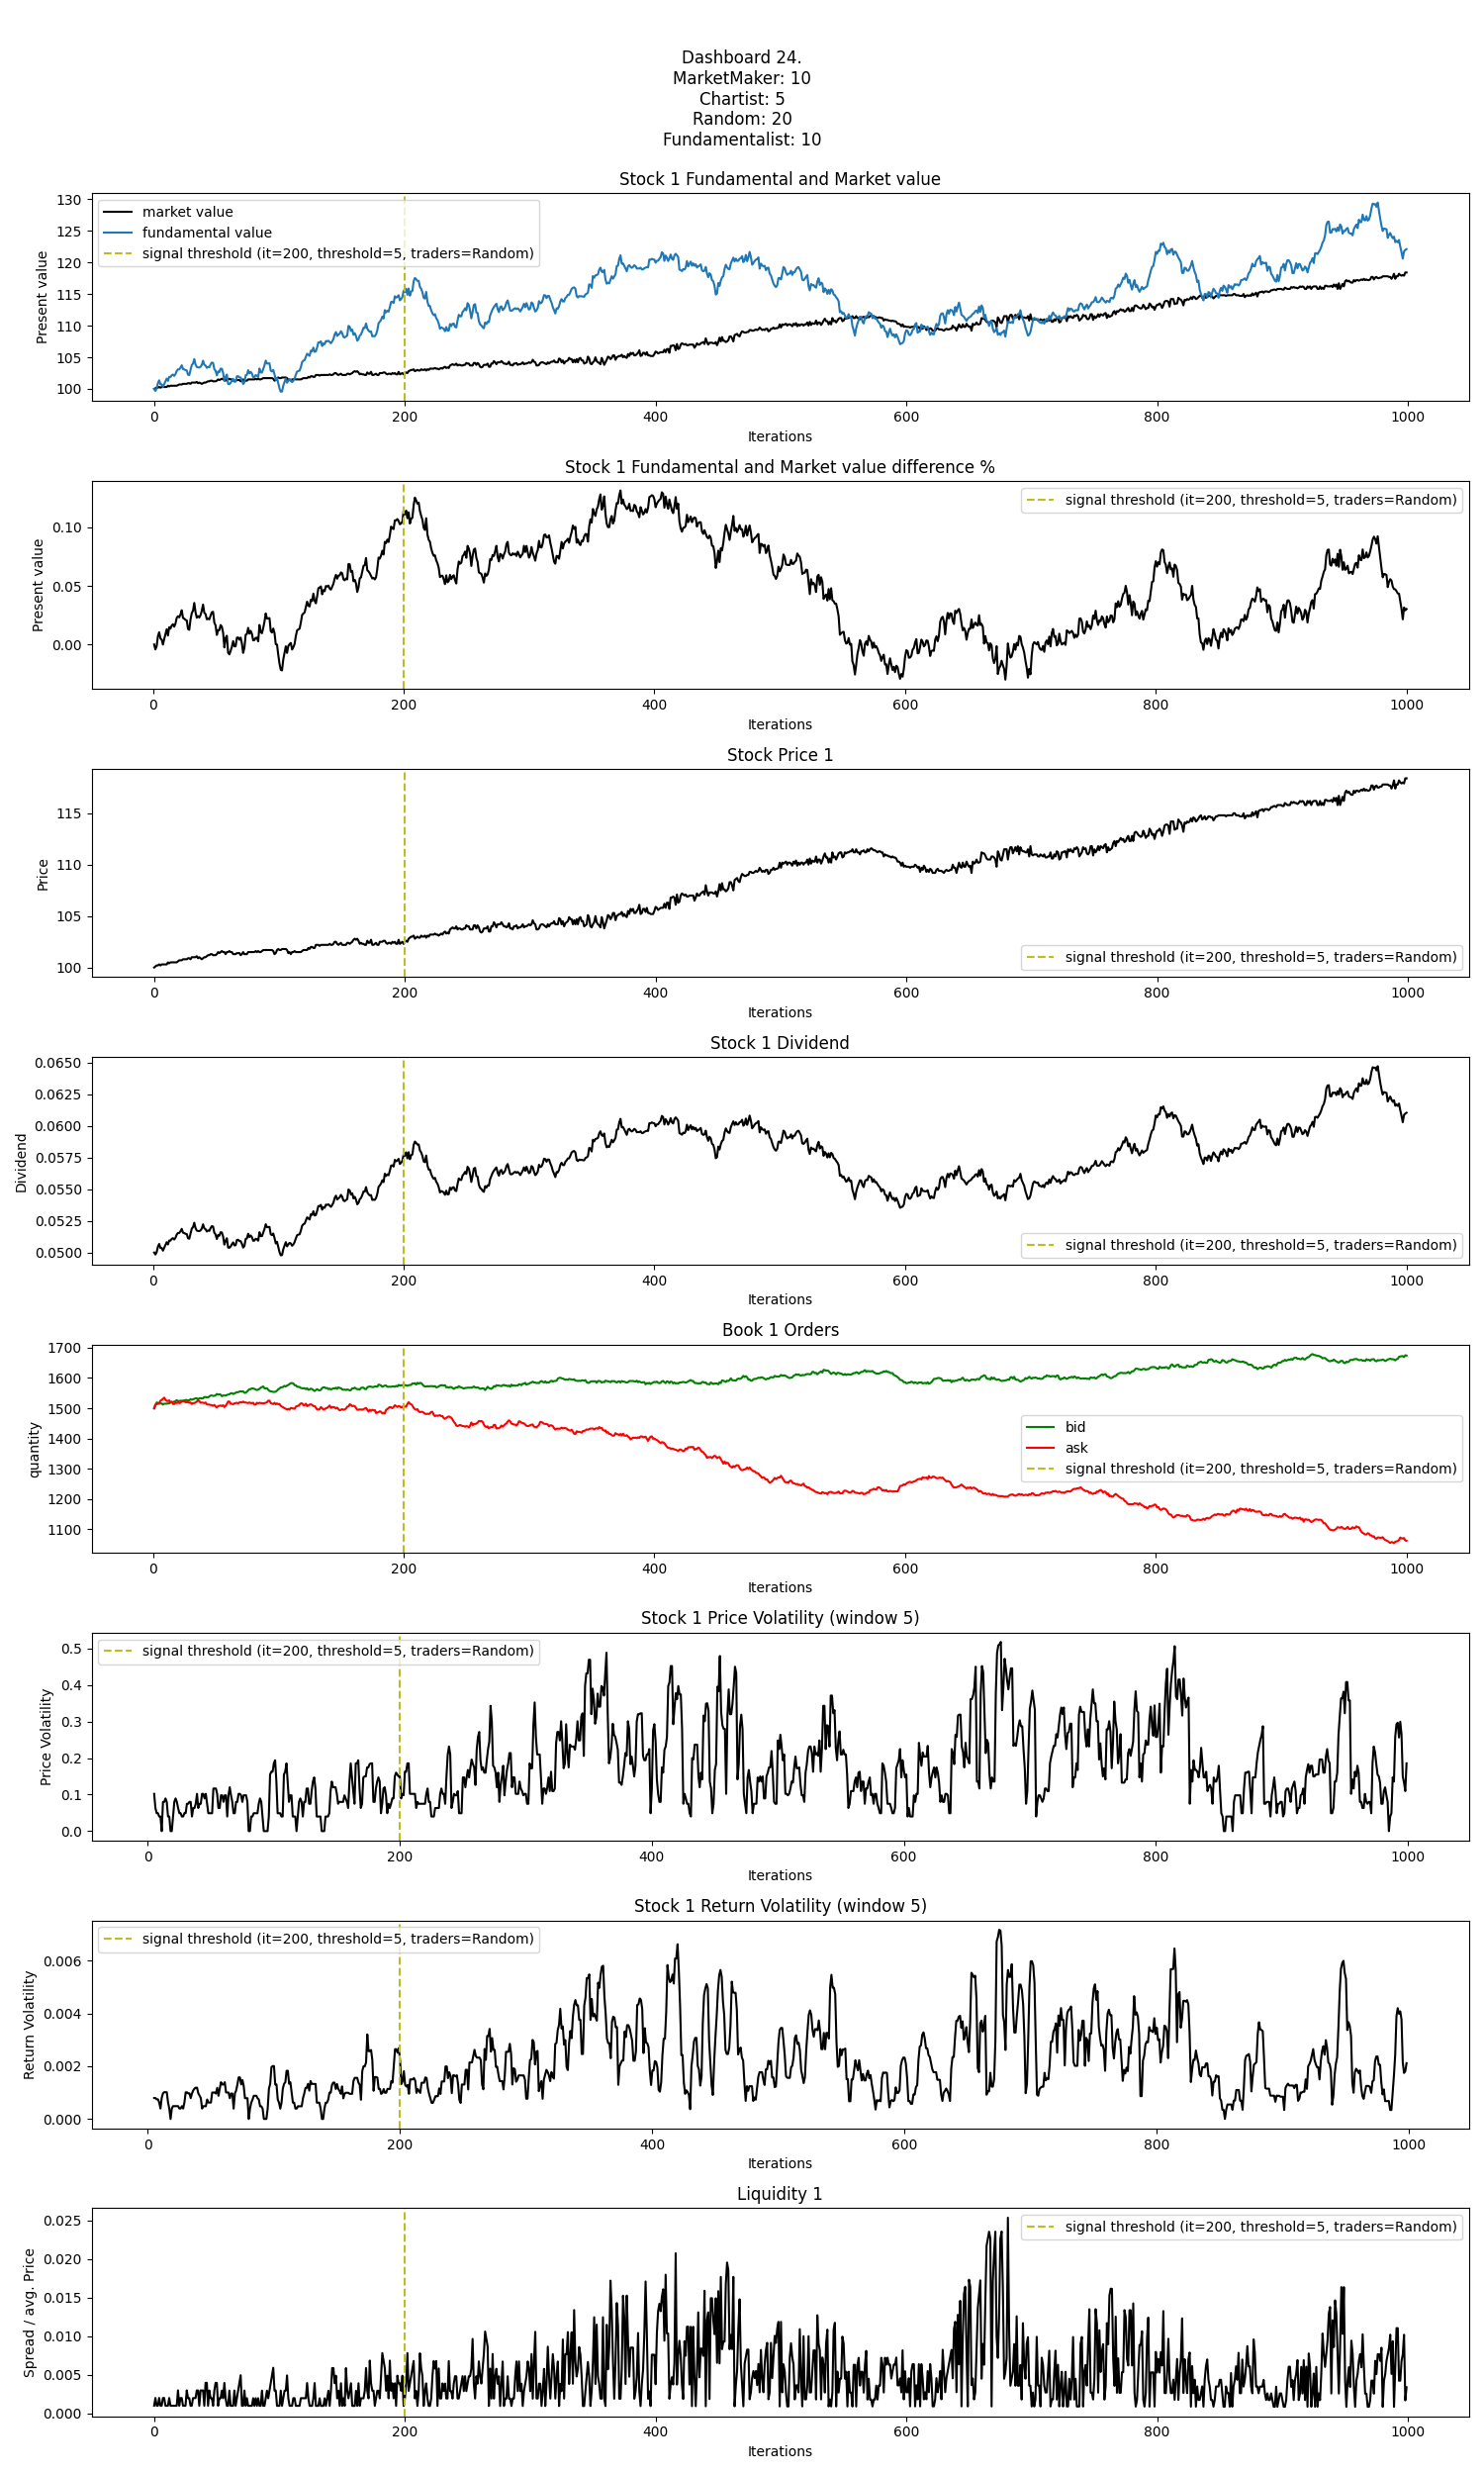 Dashboard 24.
MarketMaker: 10
Chartist: 5
Random: 20
Fundamentalist: 10
Stock 1 Fundamental and Market value
market value
fundamental value
signal threshold (it=200, threshold=5, traders=Random)
Present value
130
125
120
115
110
105
100
0 200 400 600 800 1000
Iterations
Stock 1 Fundamental and Market value difference %
signal threshold (it=200, threshold=5, traders=Random)
Present value
0.10
0.05
0.00
0 200 400 600 800 1000
Iterations
Stock Price 1
Price
115
110
105
100
signal threshold (it=200, threshold=5, traders=Random)
0 200 400 600 800 1000
Iterations
Stock 1 Dividend
Dividend
0.0650
0.0625
0.0600
0.0575
0.0550
0.0525
0.0500
signal threshold (it=200, threshold=5, traders=Random)
0 200 400 600 800 1000
Iterations
Book 1 Orders
quantity
1700
1600
1500
1400
1300
1200
1100
bid
ask
signal threshold (it=200, threshold=5, traders=Random)
0 200 400 600 800 1000
Iterations
Stock 1 Price Volatility (window 5)
signal threshold (it=200, threshold=5, traders=Random)
Price Volatility
0.5
0.4
0.3
0.2
0.1
0.0
0 200 400 600 800 1000
Iterations
Stock 1 Return Volatility (window 5)
signal threshold (it=200, threshold=5, traders=Random)
Return Volatility
0.006
0.004
0.002
0.000
0 200 400 600 800 1000
Iterations
Liquidity 1
signal threshold (it=200, threshold=5, traders=Random)
Spread / avg. Price
0.025
0.020
0.015
0.010
0.005
0.000
0 200 400 600 800 1000
Iterations